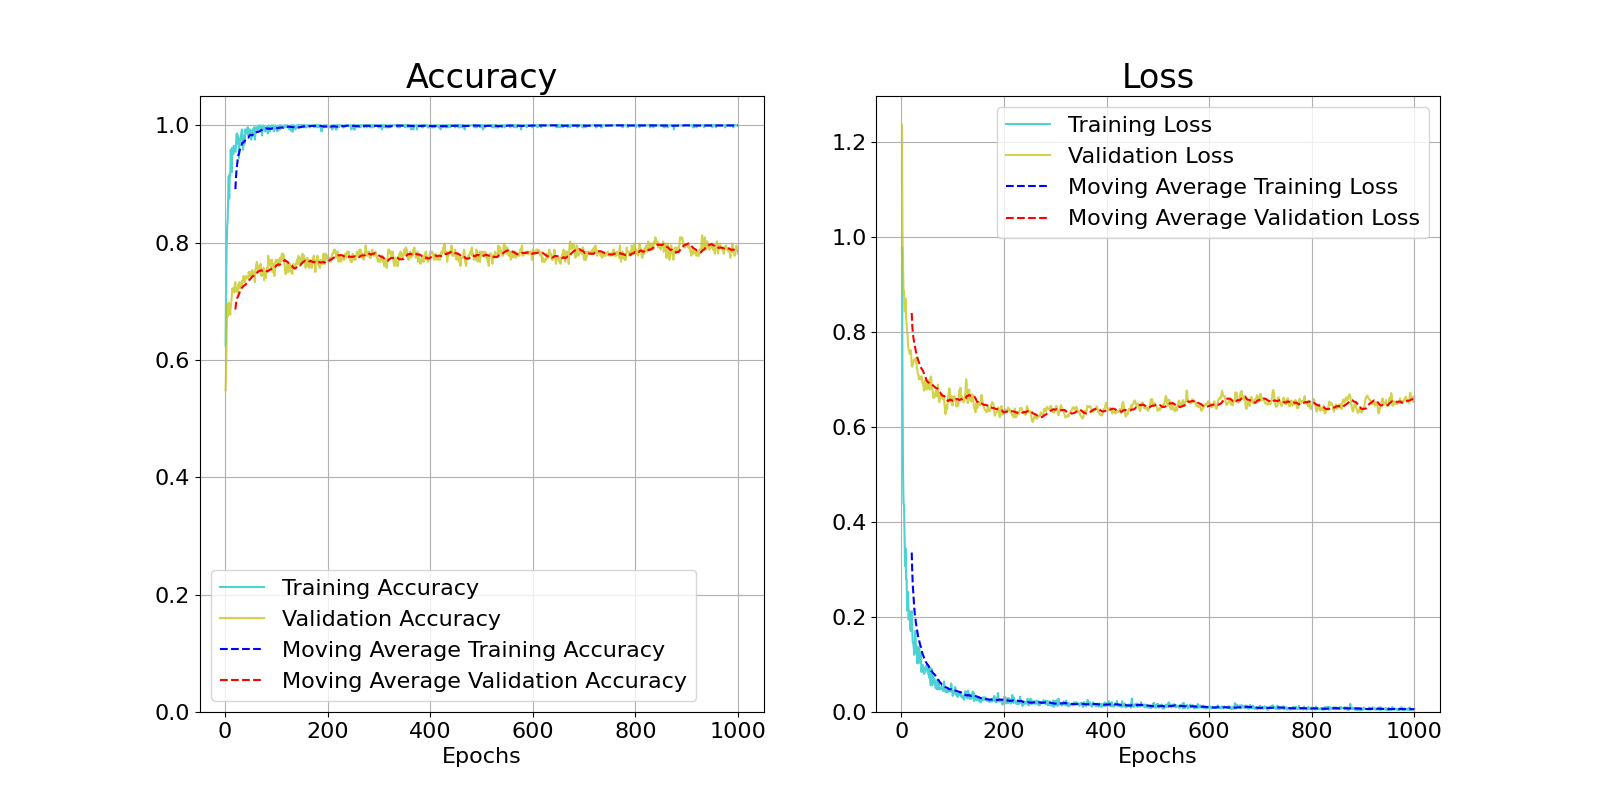 Accuracy
1.0
0.8
0.6
0.4
0.2
0.0
0 200 400 600 800 1000
Epochs
Training Accuracy
Validation Accuracy
Moving Average Training Accuracy
Moving Average Validation Accuracy
Loss
1.2
1.0
0.8
0.6
0.4
0.2
0.0
0 200 400 600 800 1000
Epochs
Training Loss
Validation Loss
Moving Average Training Loss
Moving Average Validation Loss